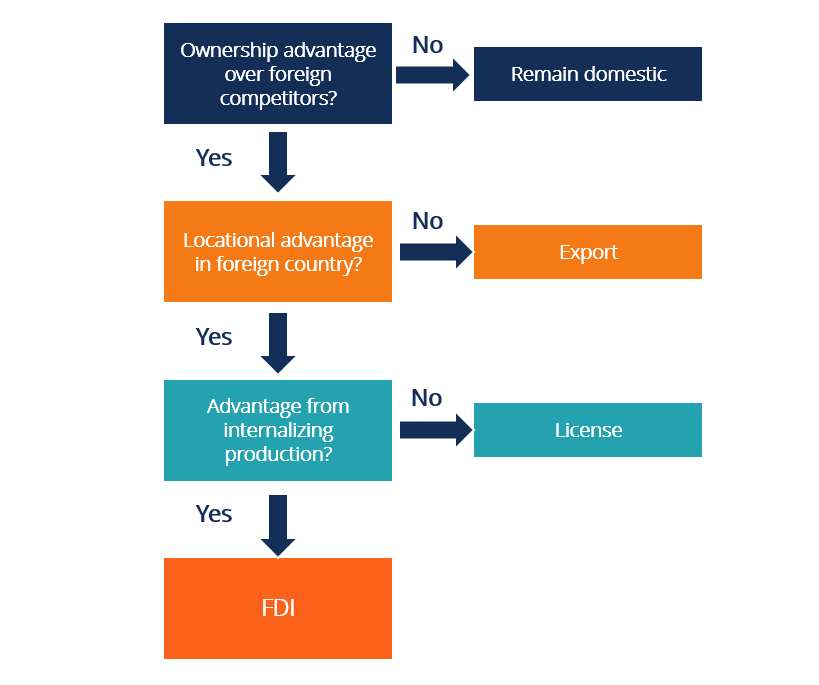 Ownership advantage
over foreign
competitors?
No
Remain domestic
Yes
Locational advantage
in foreign country?
No
Export
Yes
Advantage from
internalizing
production?
No
License
Yes
FDI